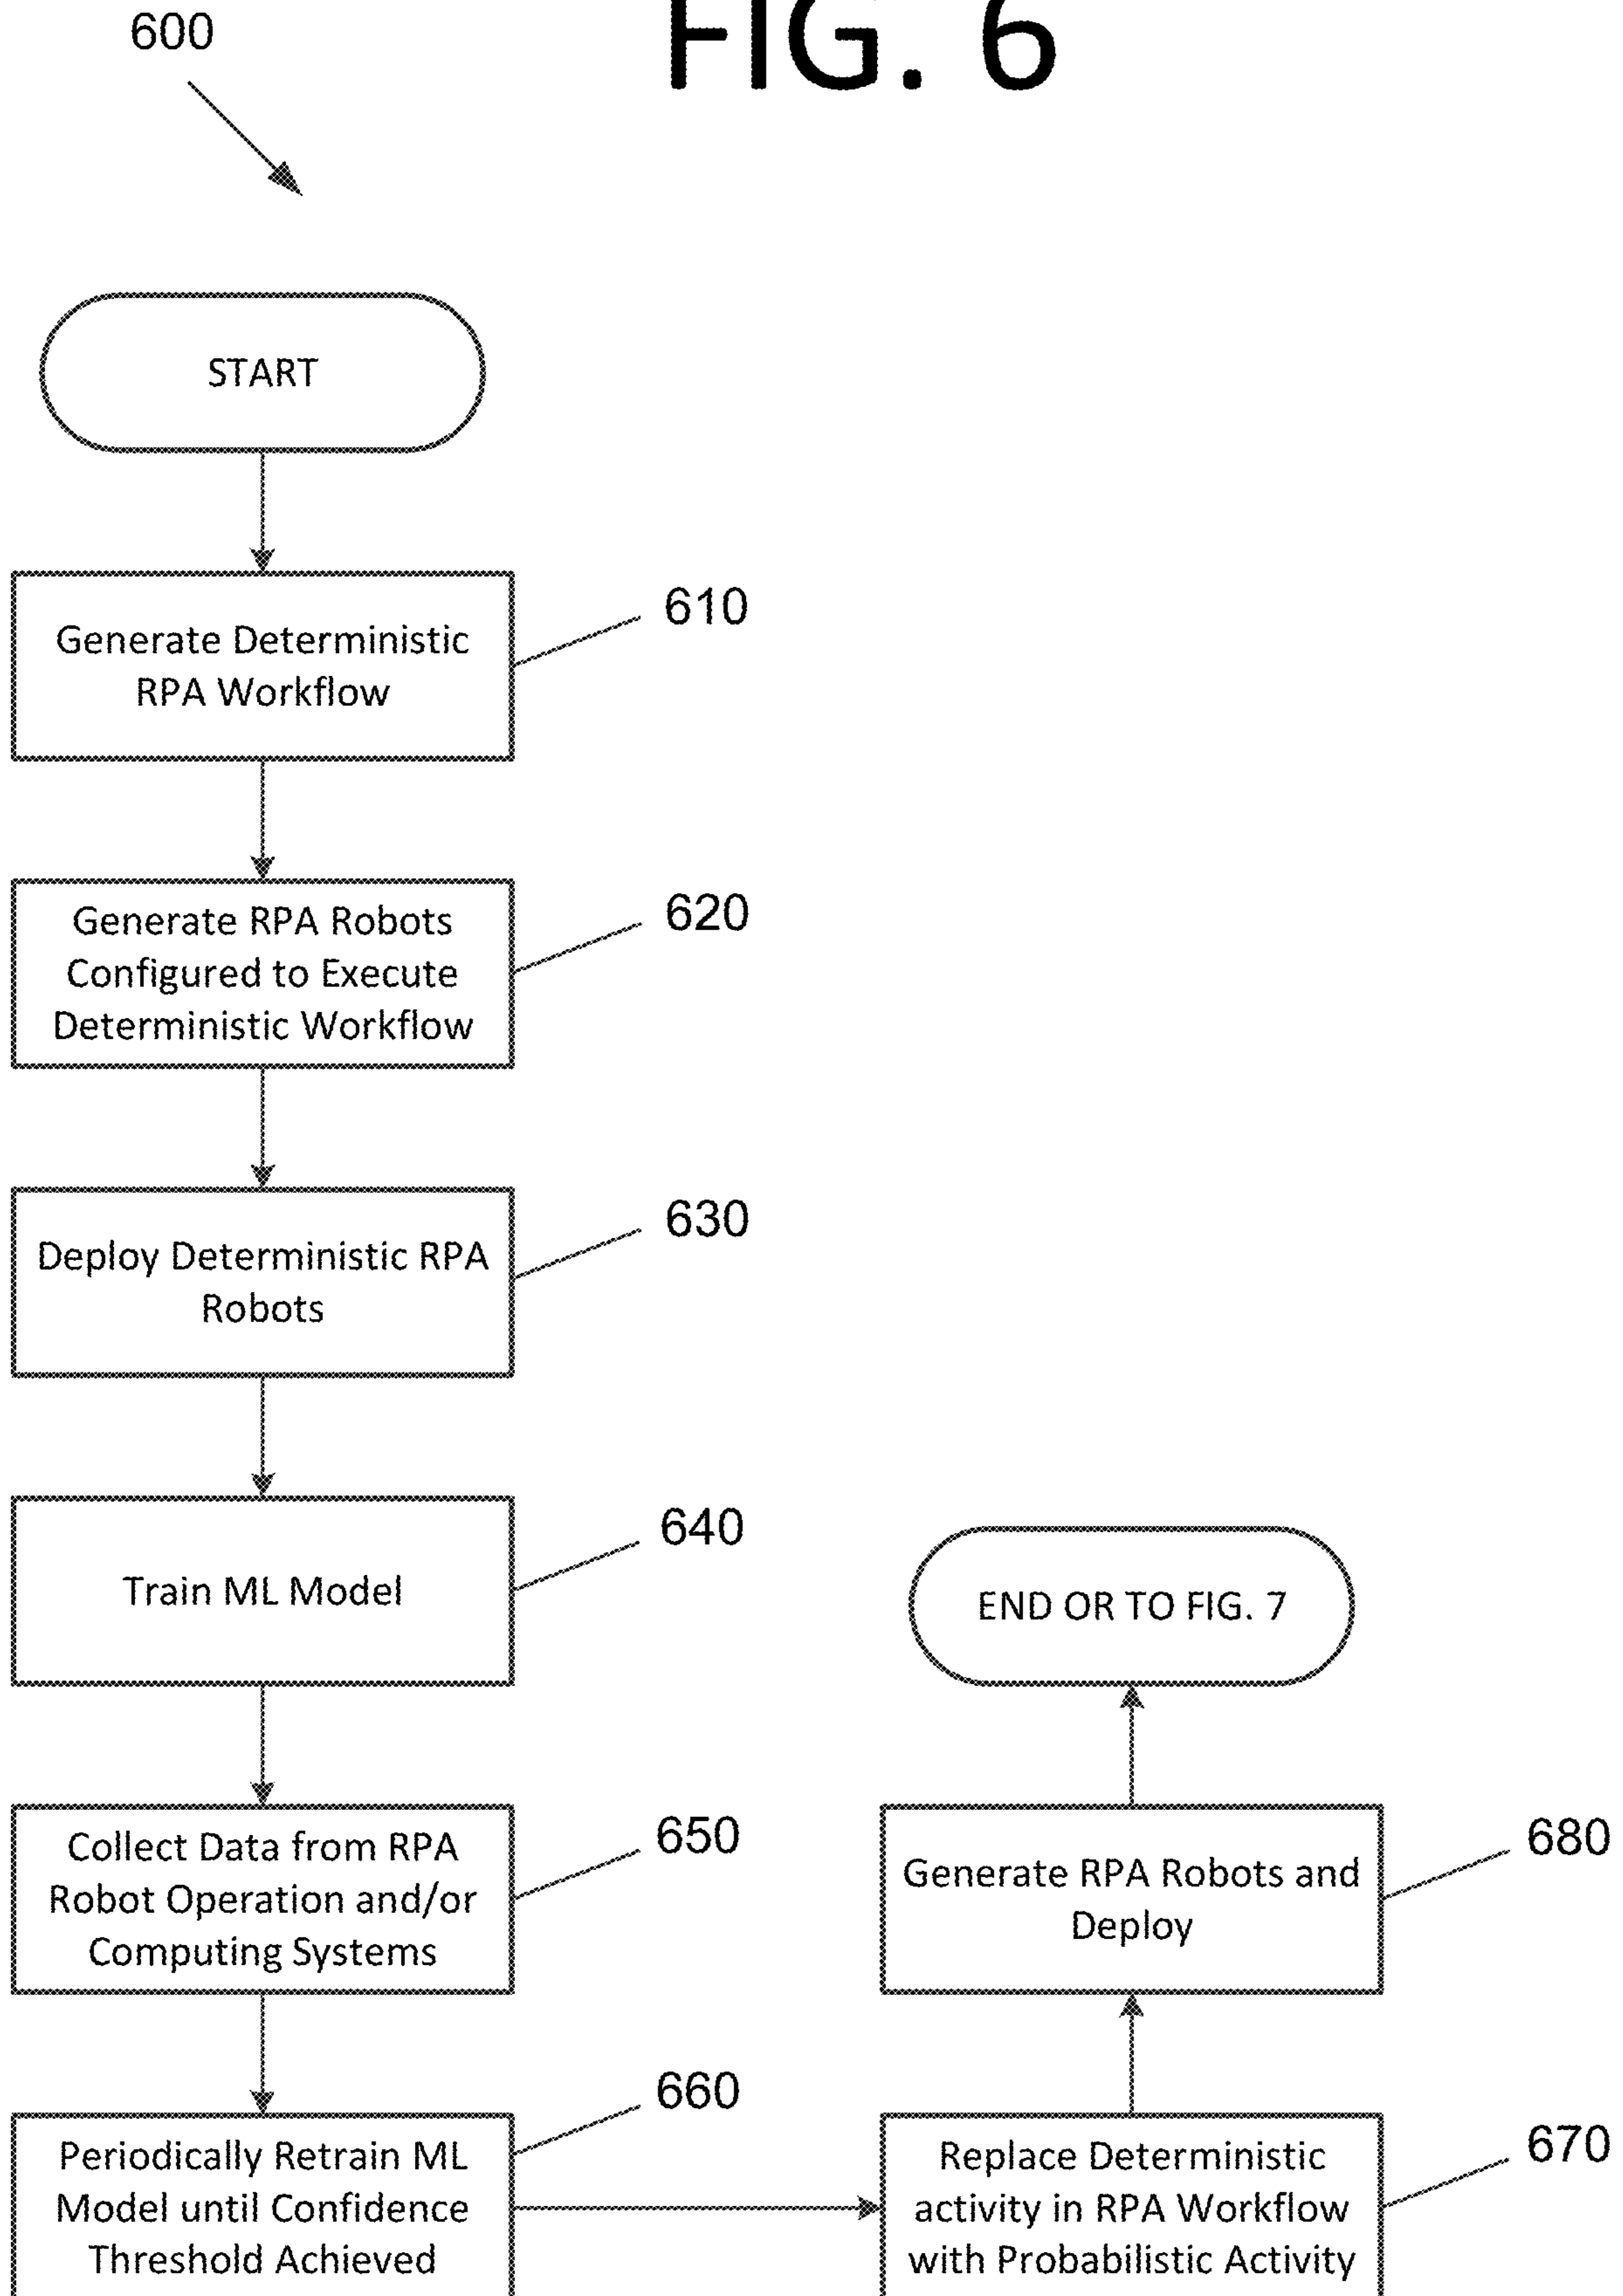 FIG. 6
600
START
Generate Deterministic
RPA Workflow
610
Generate RPA Robots
Configured to Execute
Deterministic Workflow
620
Deploy Deterministic RPA
Robots
630
Train ML Model
640
Collect Data from RPA
Robot Operation and/or
Computing Systems
650
Periodically Retrain ML
Model until Confidence
Threshold Achieved
660
Replace Deterministic
activity in RPA Workflow
with Probabilistic Activity
670
Generate RPA Robots and
Deploy
680
END OR TO FIG. 7